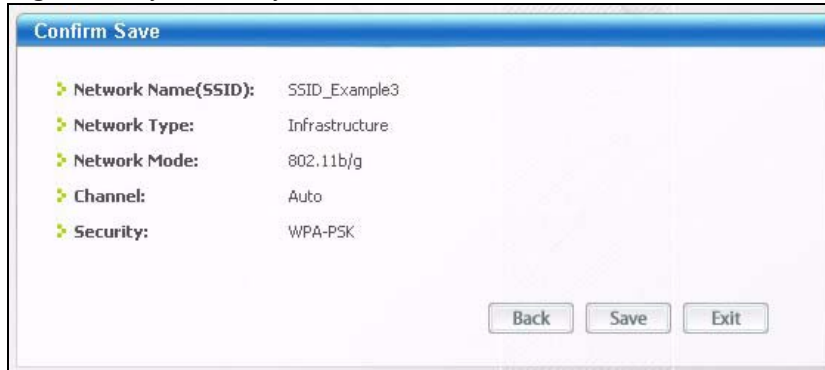 Confirm Save
Network Name(SSID): SSID_Example3
Network Type: Infrastructure
Network Mode: 802.11b/g
Channel: Auto
Security: WPA-PSK
Back Save Exit